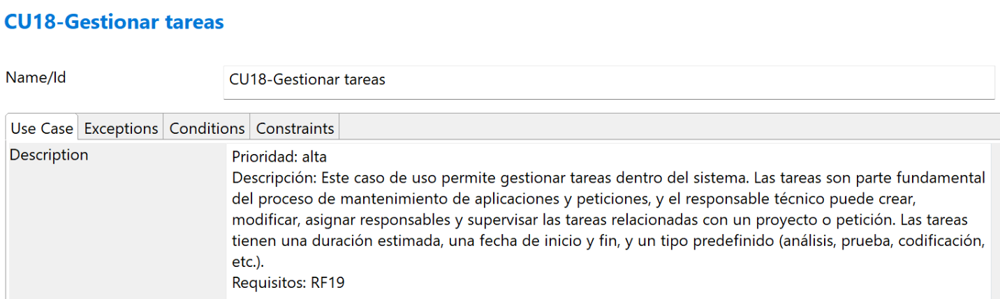 CU18-Gestionar tareas
Name/Id
CU18-Gestionar tareas
Use Case Exceptions Conditions Constraints
Description
Prioridad: alta
Descripción: Este caso de uso permite gestionar tareas dentro del sistema. Las tareas son parte fundamental
del proceso de mantenimiento de aplicaciones y peticiones, y el responsable técnico puede crear,
modificar, asignar responsables y supervisar las tareas relacionadas con un proyecto o petición. Las tareas
tienen una duración estimada, una fecha de inicio y fin, y un tipo predefinido (análisis, prueba, codificación,
etc.).
Requisitos: RF19